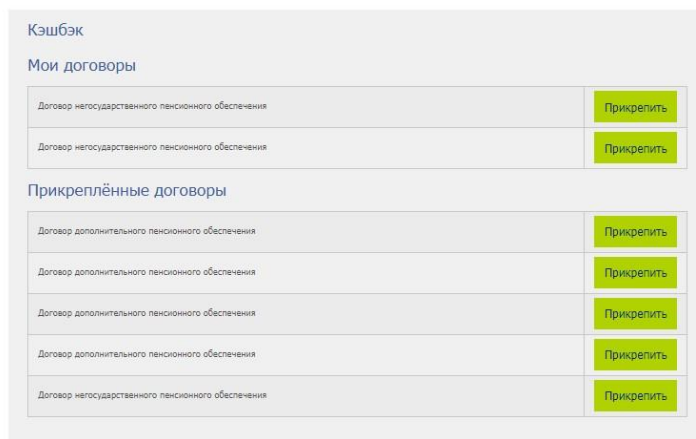 Кэшбэк
Мои договоры
Договор негосударственного пенсионного обеспечения
Прикрепить
Договор негосударственного пенсионного обеспечения
Прикрепить
Прикреплённые договоры
Договор дополнительного пенсионного обеспечения
Прикрепить
Договор дополнительного пенсионного обеспечения
Прикрепить
Договор дополнительного пенсионного обеспечения
Прикрепить
Договор дополнительного пенсионного обеспечения
Прикрепить
Договор негосударственного пенсионного обеспечения
Прикрепить